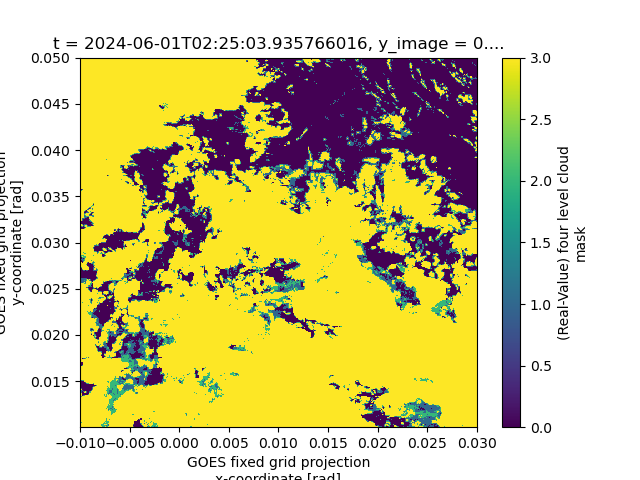 t = 2024-06-01T02:25:03.935766016, y_image = 0....
0.050
0.045
0.040
0.035
0.030
0.025
0.020
0.015
GOES fixed grid projection
y-coordinate [rad]
−0.010 −0.005 0.000 0.005 0.010 0.015 0.020 0.025 0.030
GOES fixed grid projection
x-coordinate [rad]
3.0
2.5
2.0
1.5
1.0
0.5
0.0
(Real-Value) four level cloud
mask